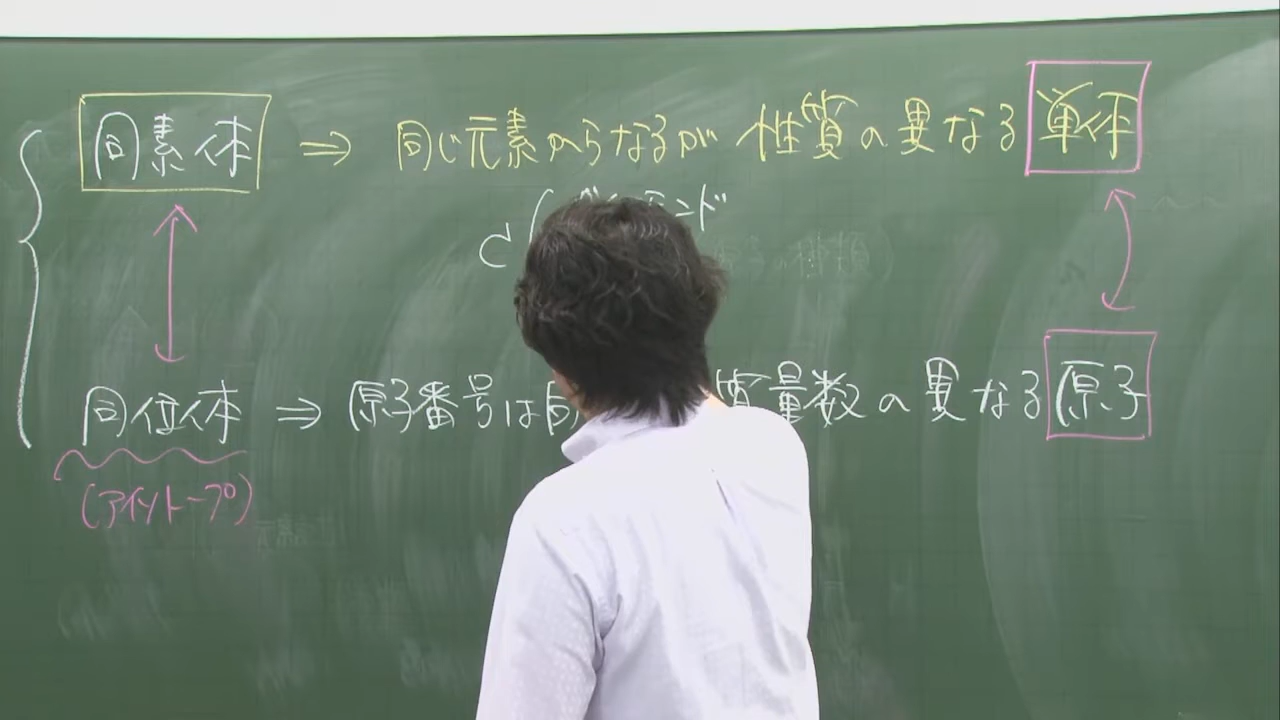 同素体 ⇒ 同じ元素からなるが 性質の異なる 単体
C ンド
同位体 ⇒ 原子番号は同 質量数の異なる 原子
(アイソトープ)